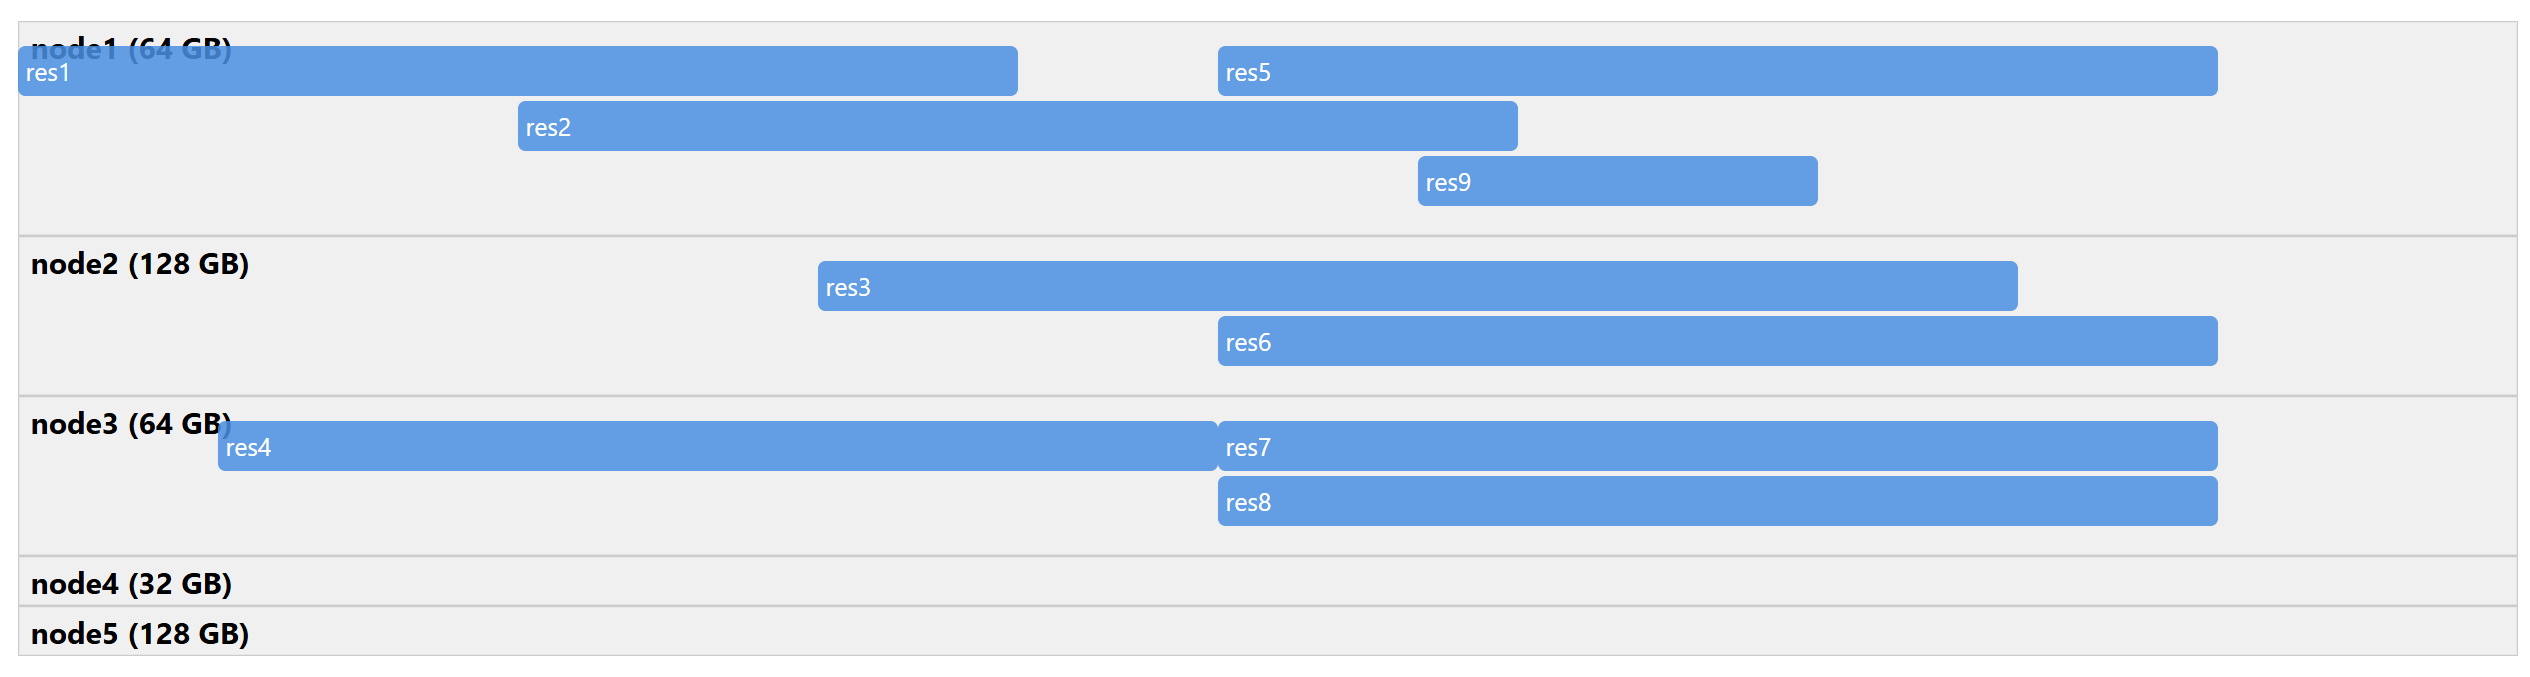 node1 (64 GB)
res1
res5
res2
res9
node2 (128 GB)
res3
res6
node3 (64 GB)
res4
res7
res8
node4 (32 GB)
node5 (128 GB)